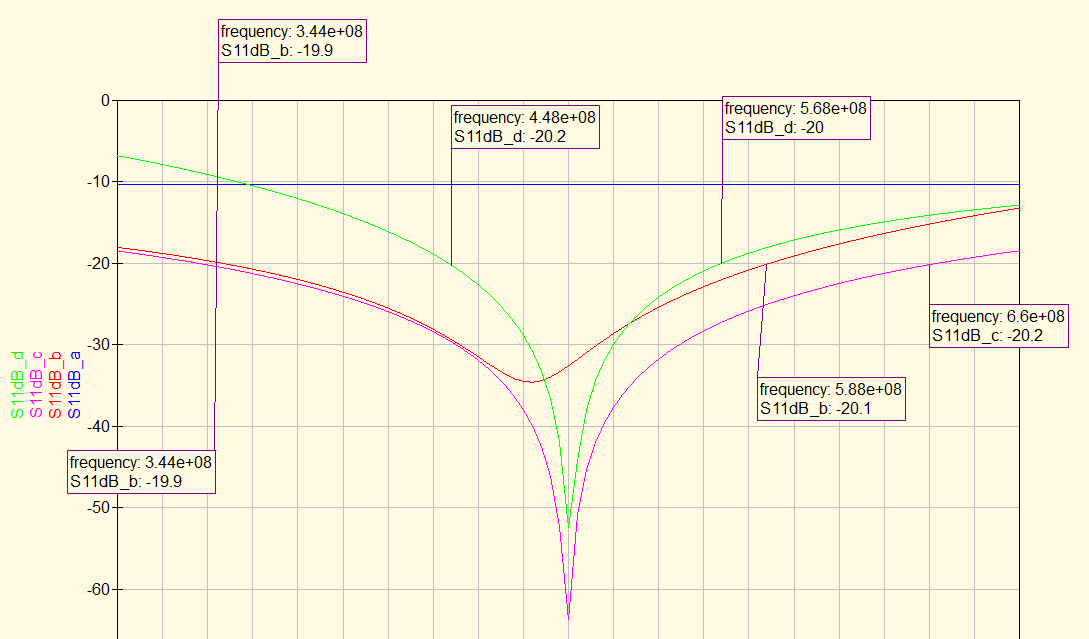 frequency: 3.44e+08
S11dB_b: -19.9
frequency: 4.48e+08
S11dB_d: -20.2
frequency: 5.68e+08
S11dB_d: -20
0
-10
-20
-30
-40
-50
-60
frequency: 6.6e+08
S11dB_c: -20.2
frequency: 5.88e+08
S11dB_b: -20.1
frequency: 3.44e+08
S11dB_b: -19.9
S11dB_d
S11dB_c
S11dB_b
S11dB_a